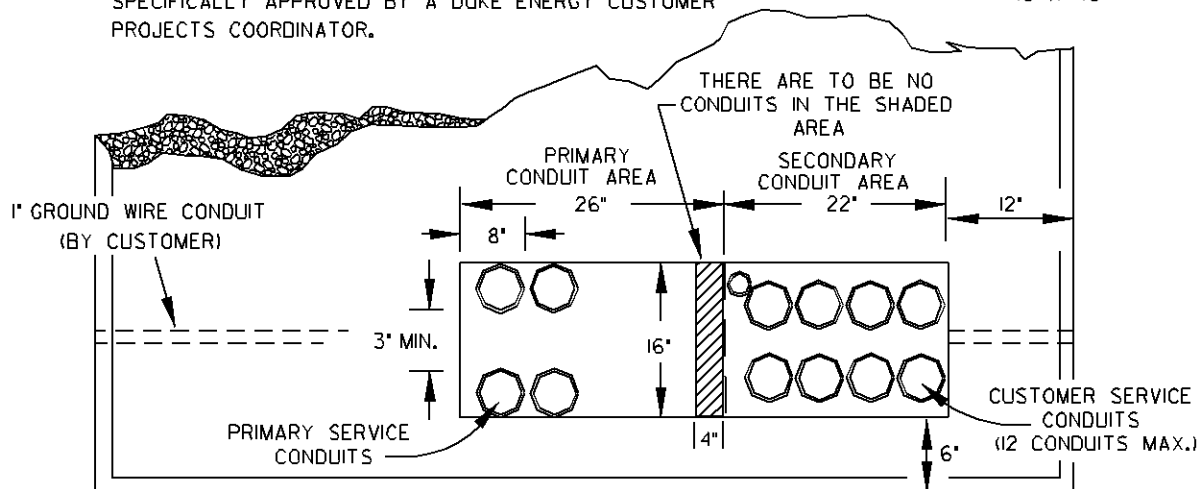 SPECIFICALLY APPROVED BY A DUKE ENERGY CUSTOMER
PROJECTS COORDINATOR.
THERE ARE TO BE NO
CONDUITS IN THE SHADED
AREA
PRIMARY
CONDUIT AREA
SECONDARY
CONDUIT AREA
26"
22"
12"
1" GROUND WIRE CONDUIT
(BY CUSTOMER)
8"
3" MIN.
16"
PRIMARY SERVICE
CONDUITS
4"
CUSTOMER SERVICE
CONDUITS
(12 CONDUITS MAX.)
6"